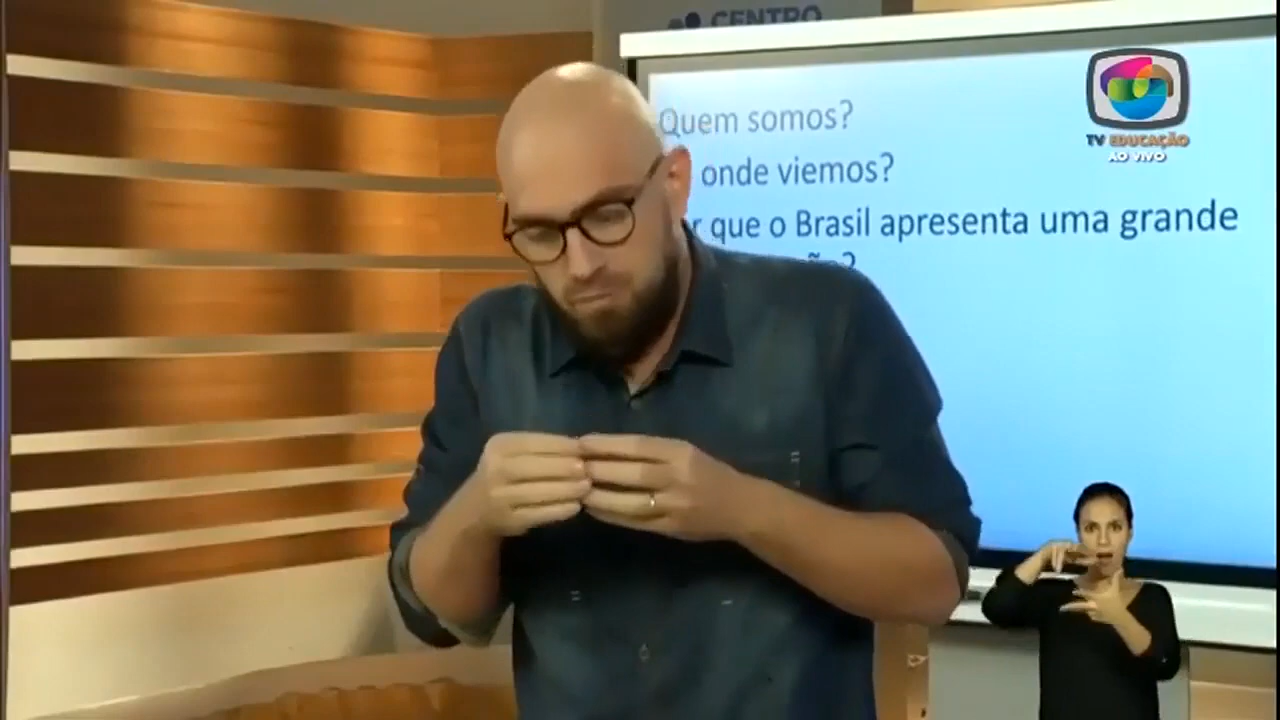 CENTRO
Quem somos?
onde viemos?
que o Brasil apresenta uma grande
TV EDUCAÇÃO
AO VIVO